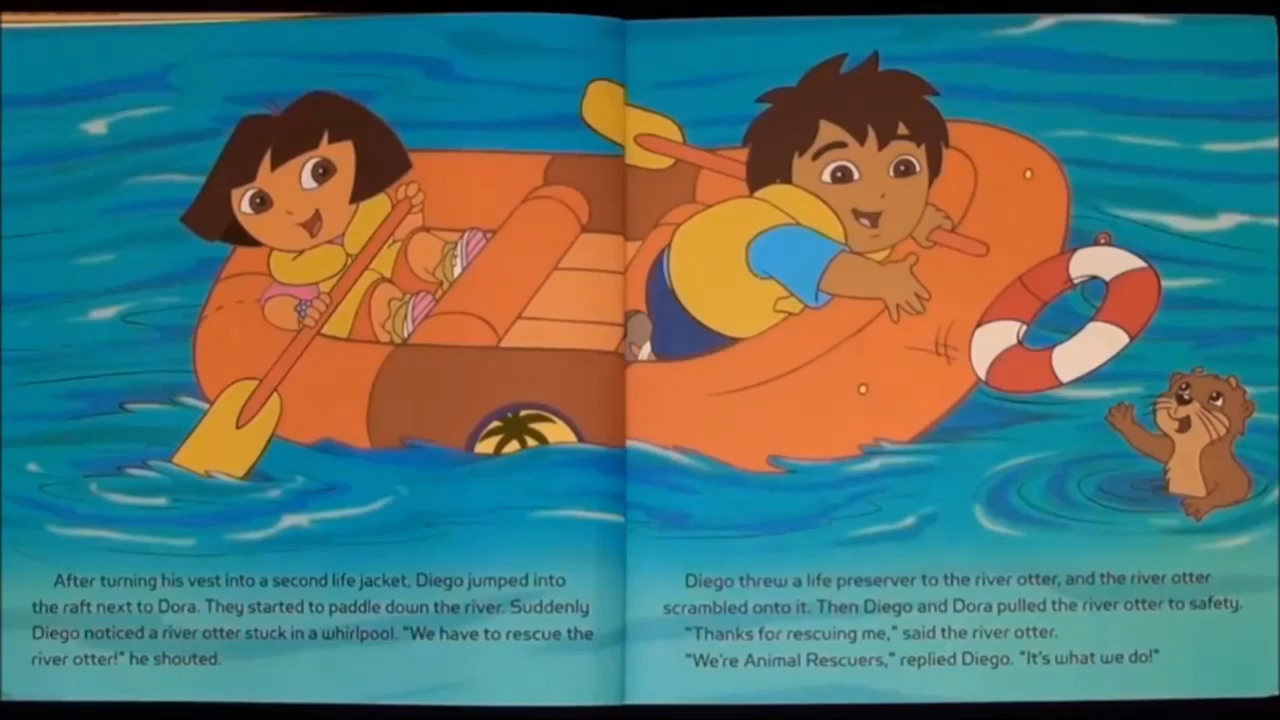 After turning his vest into a second life jacket, Diego jumped into
the raft next to Dora. They started to paddle down the river. Suddenly
Diego noticed a river otter stuck in a whirlpool. "We have to rescue the
river otter!" he shouted.
Diego threw a life preserver to the river otter, and the river otter
scrambled onto it. Then Diego and Dora pulled the river otter to safety.
"Thanks for rescuing me," said the river otter.
"We're Animal Rescuers," replied Diego. "It's what we do!"